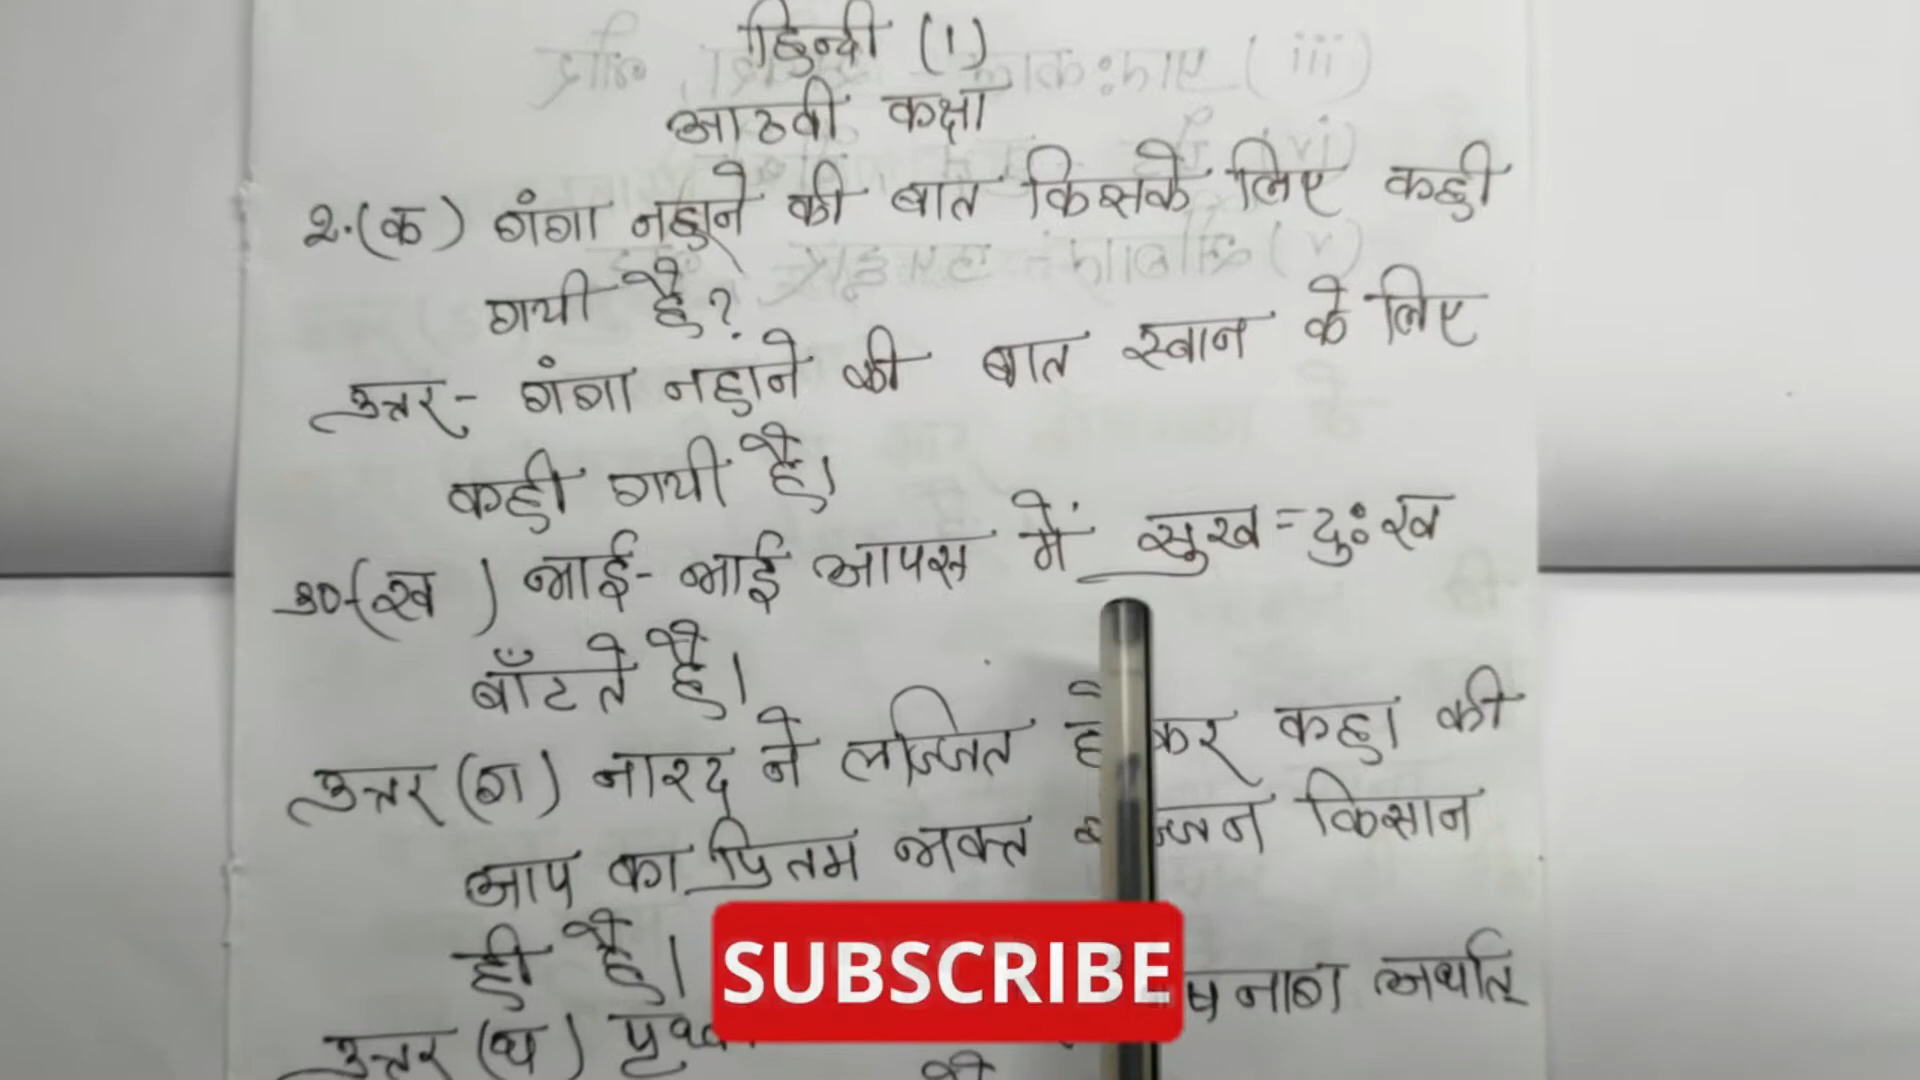 हिन्दी (1)
आठवी कक्षा
2.(क) गंगा नहाने की बात किसके लिए कही
गयी है?
उत्तर- गंगा नहाने की बात स्वान के लिए
कही गयी है।
उ0-(ख) भाई-भाई आपस में सुख=दुःख
बाँटते है।
उत्तर (ग) नारद ने लज्जित कर कहा की
आप का प्रितम भक्त किसान
ही है।
SUBSCRIBE
नाग अर्थात्
उत्तर (घ)
की